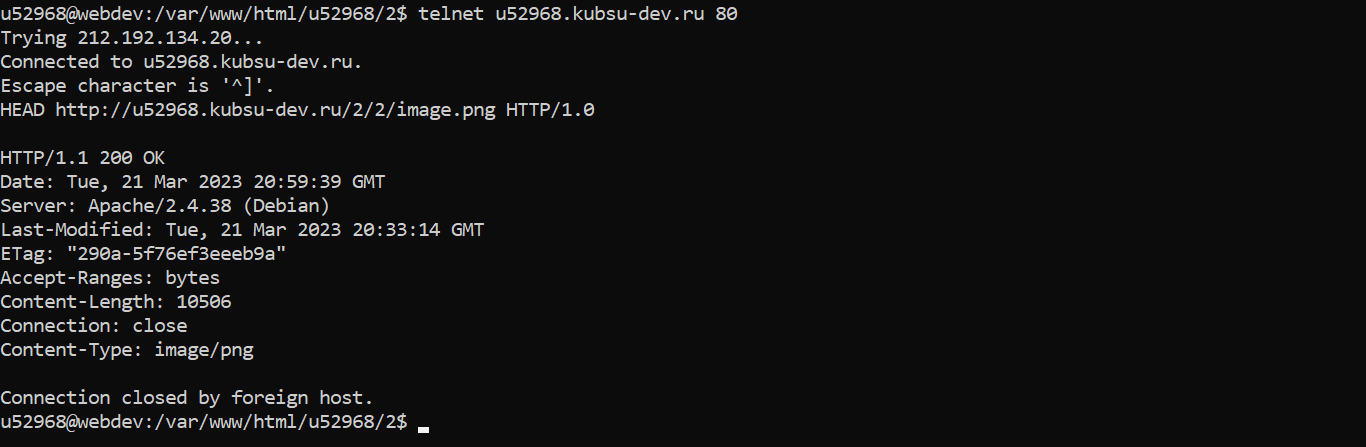 u52968@webdev:/var/www/html/u52968/2$ telnet u52968.kubsu-dev.ru 80
Trying 212.192.134.20...
Connected to u52968.kubsu-dev.ru.
Escape character is '^]'.
HEAD http://u52968.kubsu-dev.ru/2/2/image.png HTTP/1.0
HTTP/1.1 200 OK
Date: Tue, 21 Mar 2023 20:59:39 GMT
Server: Apache/2.4.38 (Debian)
Last-Modified: Tue, 21 Mar 2023 20:33:14 GMT
ETag: "290a-5f76ef3eeeb9a"
Accept-Ranges: bytes
Content-Length: 10506
Connection: close
Content-Type: image/png
Connection closed by foreign host.
u52968@webdev:/var/www/html/u52968/2$